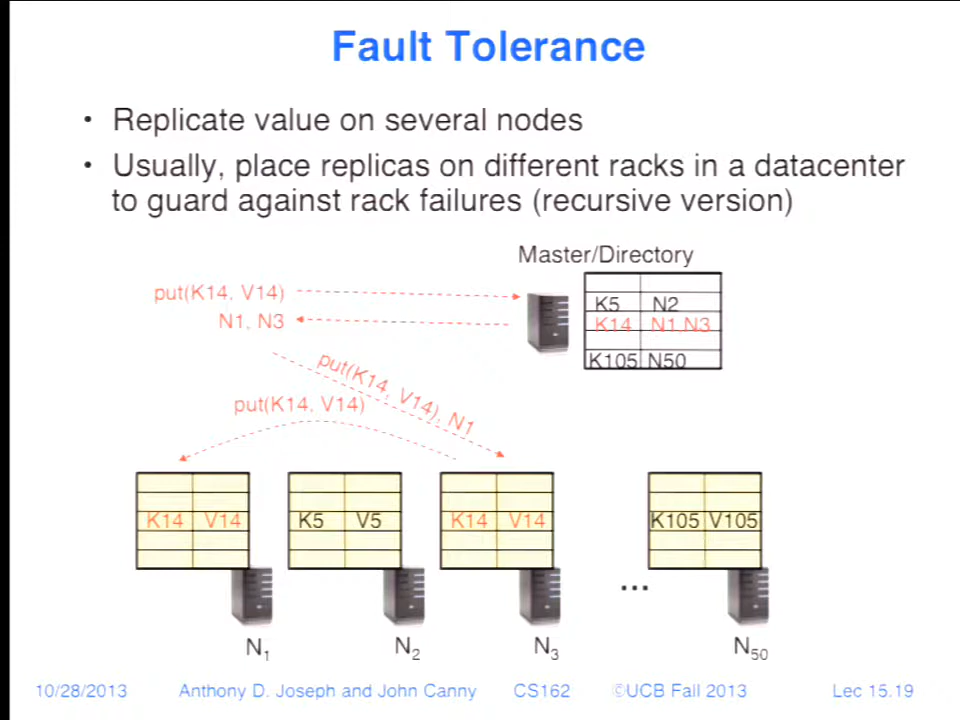 Fault Tolerance
• Replicate value on several nodes
• Usually, place replicas on different racks in a datacenter
to guard against rack failures (recursive version)
Master/Directory
put(K14, V14)
N1, N3
K5 N2
K14 N1,N3
K105 N50
put(K14, V14), N1
put(K14, V14)
K14 V14
K5 V5
K14 V14
K105 V105
...
N1
N2
N3
N50
10/28/2013 Anthony D. Joseph and John Canny CS162 ©UCB Fall 2013 Lec 15.19